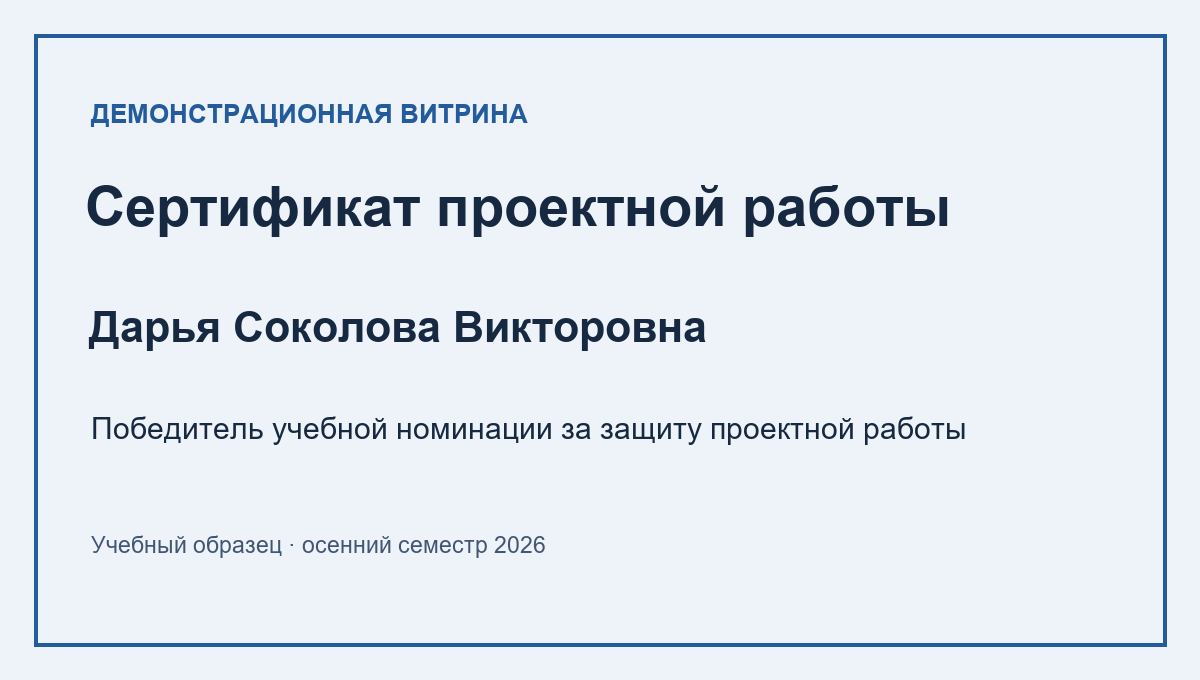 ДЕМОНСТРАЦИОННАЯ ВИТРИНА
Сертификат проектной работы
Дарья Соколова Викторовна
Победитель учебной номинации за защиту проектной работы
Учебный образец · осенний семестр 2026